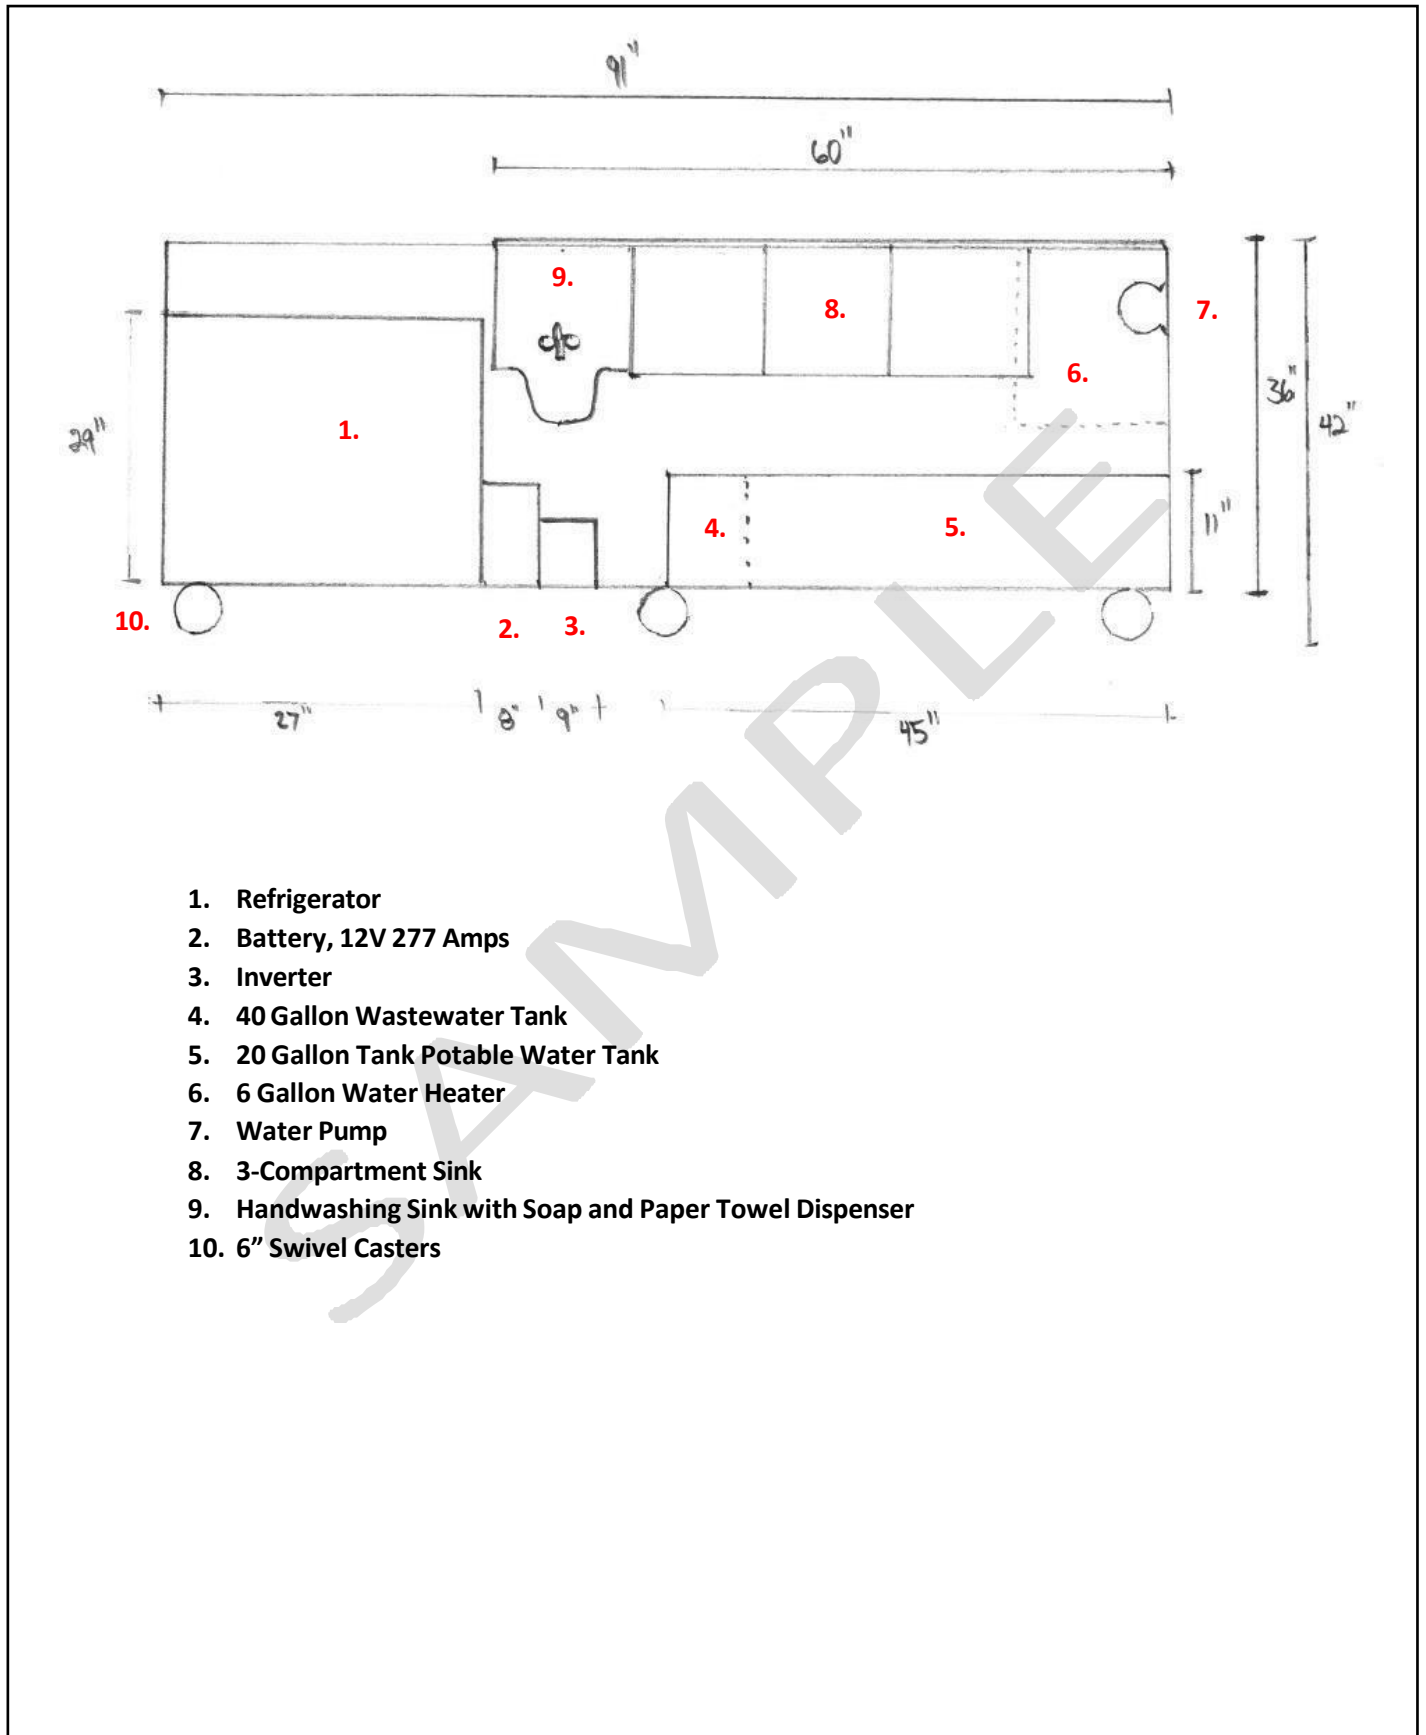 91"
60"
9.
8.
7.
6.
36"
42"
29"
1.
4.
5.
11"
10.
2.
3.
27"
8"
9"
45"
1. Refrigerator
2. Battery, 12V 277 Amps
3. Inverter
4. 40 Gallon Wastewater Tank
5. 20 Gallon Tank Potable Water Tank
6. 6 Gallon Water Heater
7. Water Pump
8. 3-Compartment Sink
9. Handwashing Sink with Soap and Paper Towel Dispenser
10. 6” Swivel Casters
SAMPLE